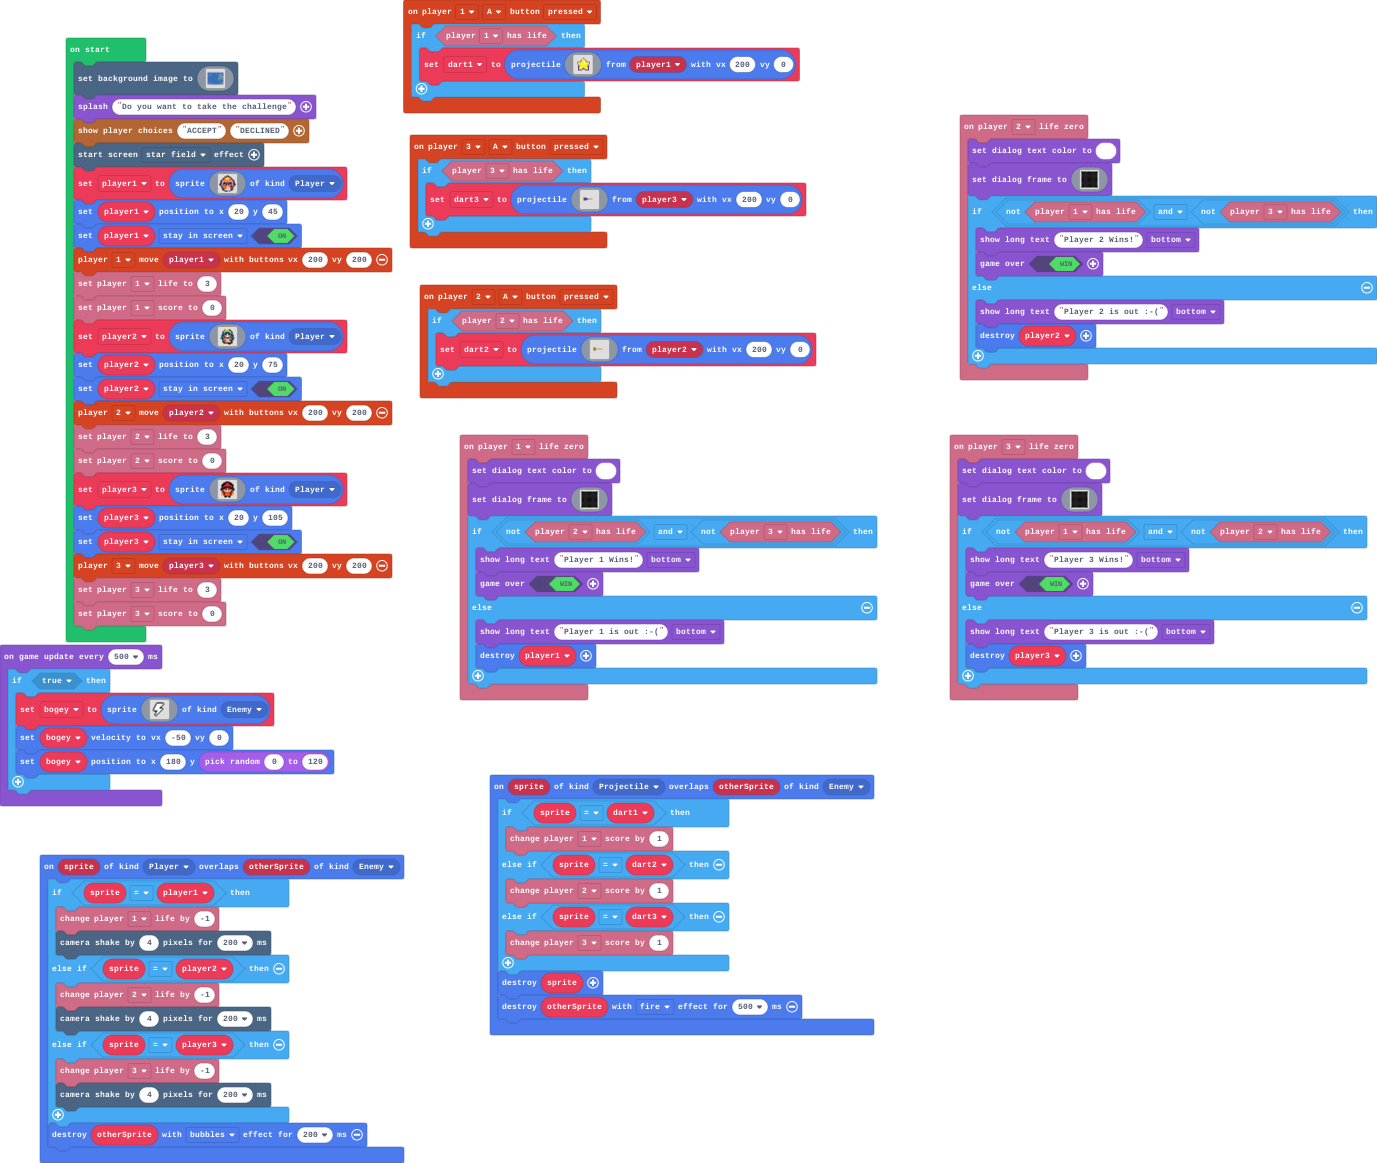 on start
set background image to
splash "Do you want to take the challenge"
show player choices "ACCEPT" "DECLINED"
start screen star field effect
set player1 to sprite of kind Player
set player1 position to x 20 y 45
set player1 stay in screen ON
player 1 move player1 with buttons vx 200 vy 200
set player 1 life to 3
set player 1 score to 0
set player2 to sprite of kind Player
set player2 position to x 20 y 75
set player2 stay in screen ON
player 2 move player2 with buttons vx 200 vy 200
set player 2 life to 3
set player 2 score to 0
set player3 to sprite of kind Player
set player3 position to x 20 y 105
set player3 stay in screen ON
player 3 move player3 with buttons vx 200 vy 200
set player 3 life to 3
set player 3 score to 0
on game update every 500 ms
if true then
set bogey to sprite of kind Enemy
set bogey velocity to vx -50 vy 0
set bogey position to x 180 y pick random 0 to 120
on sprite of kind Player overlaps otherSprite of kind Enemy
if sprite = player1 then
change player 1 life by -1
camera shake by 4 pixels for 200 ms
else if sprite = player2 then
change player 2 life by -1
camera shake by 4 pixels for 200 ms
else if sprite = player3 then
change player 3 life by -1
camera shake by 4 pixels for 200 ms
destroy otherSprite with bubbles effect for 200 ms
on player 1 A button pressed
if player 1 has life then
set dart1 to projectile from player1 with vx 200 vy 0
on player 3 A button pressed
if player 3 has life then
set dart3 to projectile from player3 with vx 200 vy 0
on player 2 A button pressed
if player 2 has life then
set dart2 to projectile from player2 with vx 200 vy 0
on player 1 life zero
set dialog text color to
set dialog frame to
if not player 2 has life and not player 3 has life then
show long text "Player 1 Wins!" bottom
game over WIN
else
show long text "Player 1 is out :-(" bottom
destroy player1
on sprite of kind Projectile overlaps otherSprite of kind Enemy
if sprite = dart1 then
change player 1 score by 1
else if sprite = dart2 then
change player 2 score by 1
else if sprite = dart3 then
change player 3 score by 1
destroy sprite
destroy otherSprite with fire effect for 500 ms
on player 2 life zero
set dialog text color to
set dialog frame to
if not player 1 has life and not player 3 has life then
show long text "Player 2 Wins!" bottom
game over WIN
else
show long text "Player 2 is out :-(" bottom
destroy player2
on player 3 life zero
set dialog text color to
set dialog frame to
if not player 1 has life and not player 2 has life then
show long text "Player 3 Wins!" bottom
game over WIN
else
show long text "Player 3 is out :-(" bottom
destroy player3